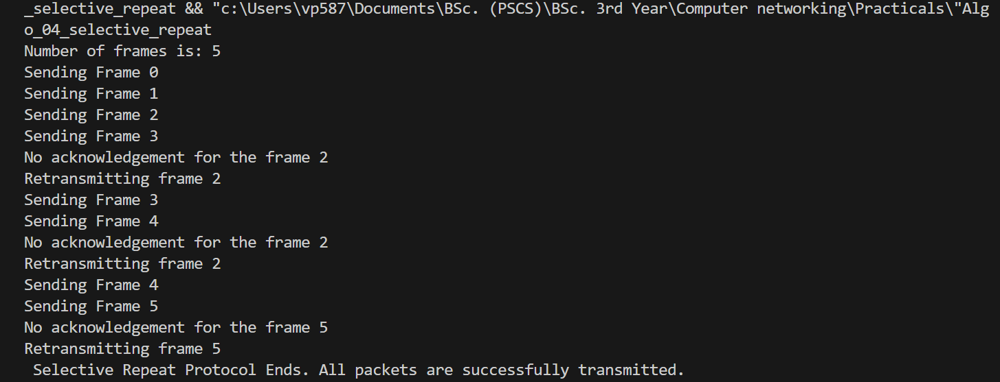 _selective_repeat && "c:\Users\vp587\Documents\BSc. (PSCS)\BSc. 3rd Year\Computer networking\Practicals\"Alg
o_04_selective_repeat
Number of frames is: 5
Sending Frame 0
Sending Frame 1
Sending Frame 2
Sending Frame 3
No acknowledgement for the frame 2
Retransmitting frame 2
Sending Frame 3
Sending Frame 4
No acknowledgement for the frame 2
Retransmitting frame 2
Sending Frame 4
Sending Frame 5
No acknowledgement for the frame 5
Retransmitting frame 5
 Selective Repeat Protocol Ends. All packets are successfully transmitted.